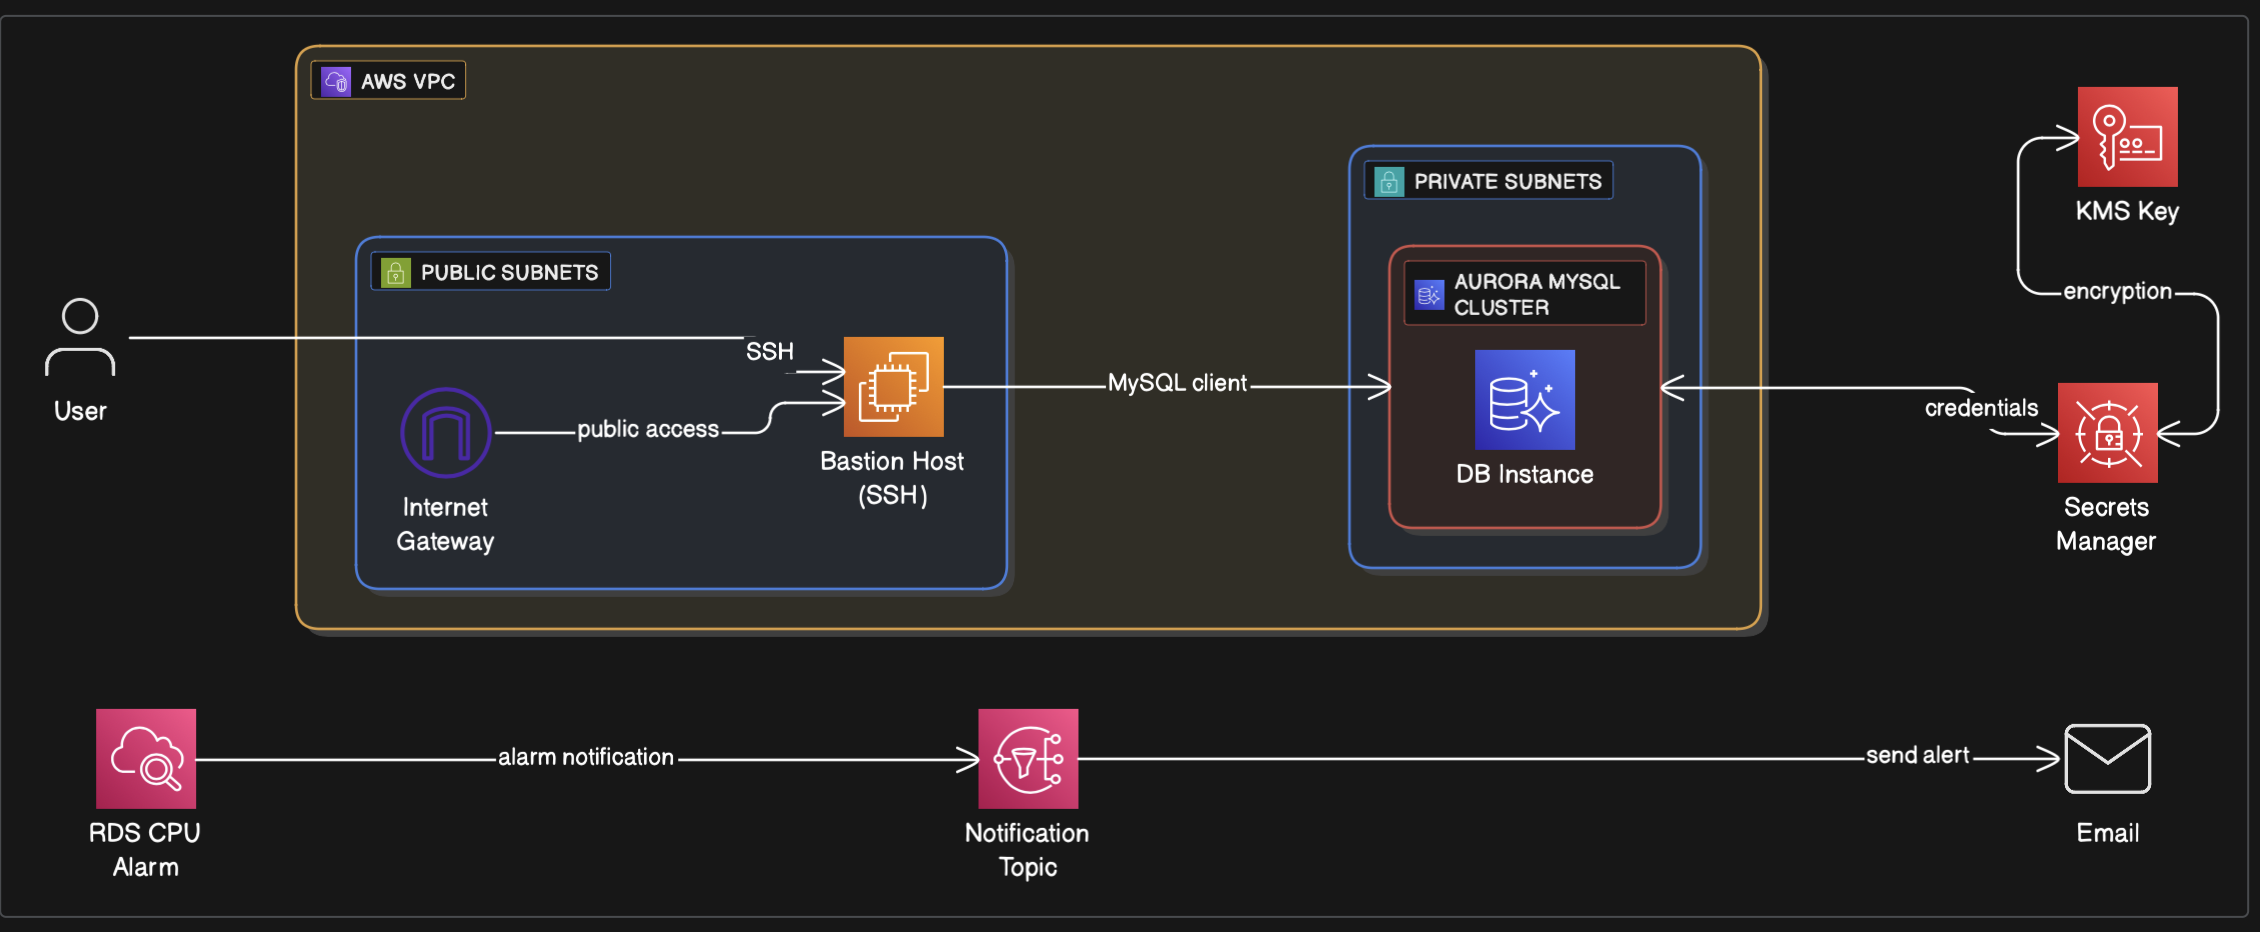 AWS VPC
PRIVATE SUBNETS
KMS Key
PUBLIC SUBNETS
AURORA MYSQL
CLUSTER
encryption
SSH
User
MySQL client
credentials
public access
Bastion Host
(SSH)
DB Instance
Internet
Gateway
Secrets
Manager
alarm notification
send alert
RDS CPU
Alarm
Notification
Topic
Email